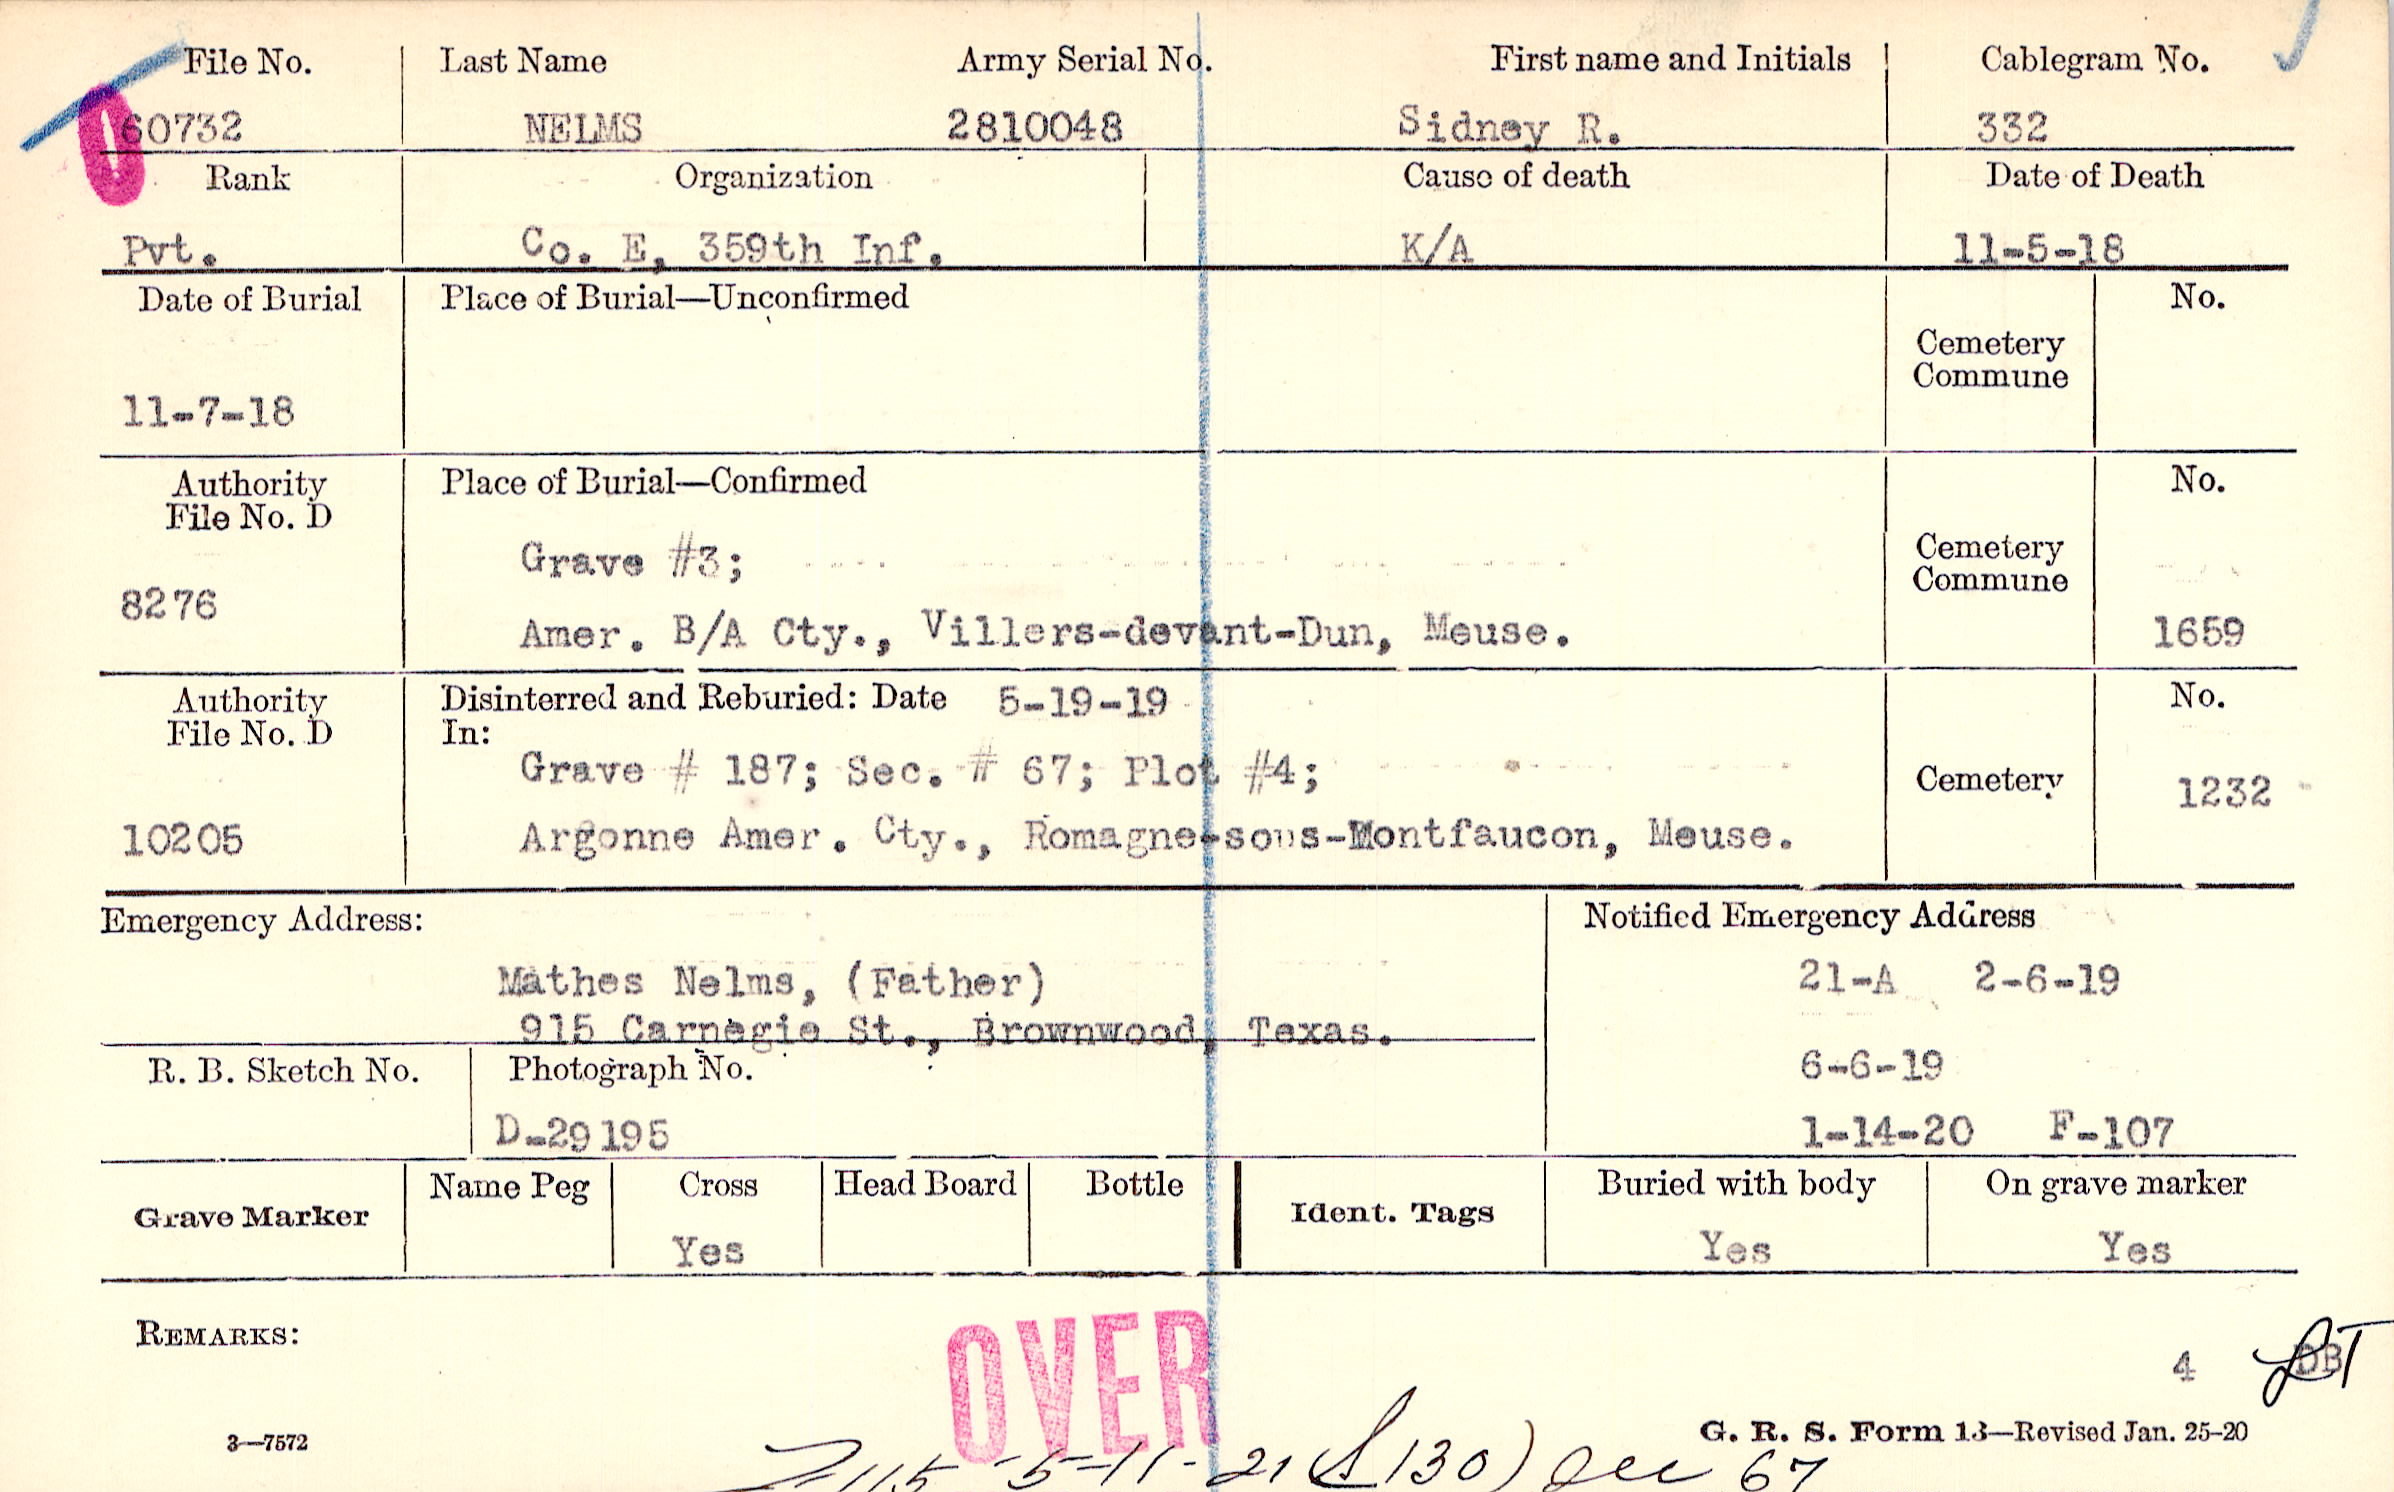 File No. Last Name Army Serial No. First name and Initials Cablegram No.
60732 NELMS 2810048 Sidney R. 332
Rank Organization Cause of death Date of Death
Pvt. Co. E, 359th Inf. K/A 11-5-18
Date of Burial Place of Burial—Unconfirmed No.
Cemetery
Commune
11-7-18
Authority Place of Burial—Confirmed No.
File No. D
Grave #3; Cemetery
Commune
8276
Amer. B/A Cty., Villers-devant-Dun, Meuse. 1659
Authority Disinterred and Reburied: Date 5-19-19 No.
File No. D In:
Grave # 187; Sec. # 67; Plot #4; Cemetery 1232
10205 Argonne Amer. Cty., Romagne-sous-Montfaucon, Meuse.
Emergency Address: Notified Emergency Address
Mathes Nelms, (Father) 21-A 2-6-19
915 Carnegie St., Brownwood, Texas.
R. B. Sketch No. Photograph No. 6-6-19
D-29195 1-14-20 F-107
Grave Marker Name Peg Cross Head Board Bottle Ident. Tags Buried with body On grave marker
Yes Yes Yes
REMARKS:
OVER
4 DB
3—7572 G. R. S. Form 13—Revised Jan. 25-20
5-11-21 (S130) 67